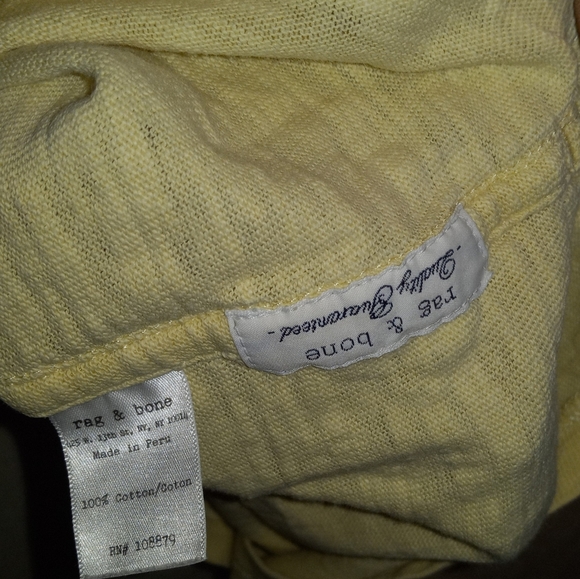 rag & bone
- Quality Guaranteed -
rag & bone
425 W. 13th St, NY, NY 10014
Made in Peru
100% Cotton/Coton
RN# 108879